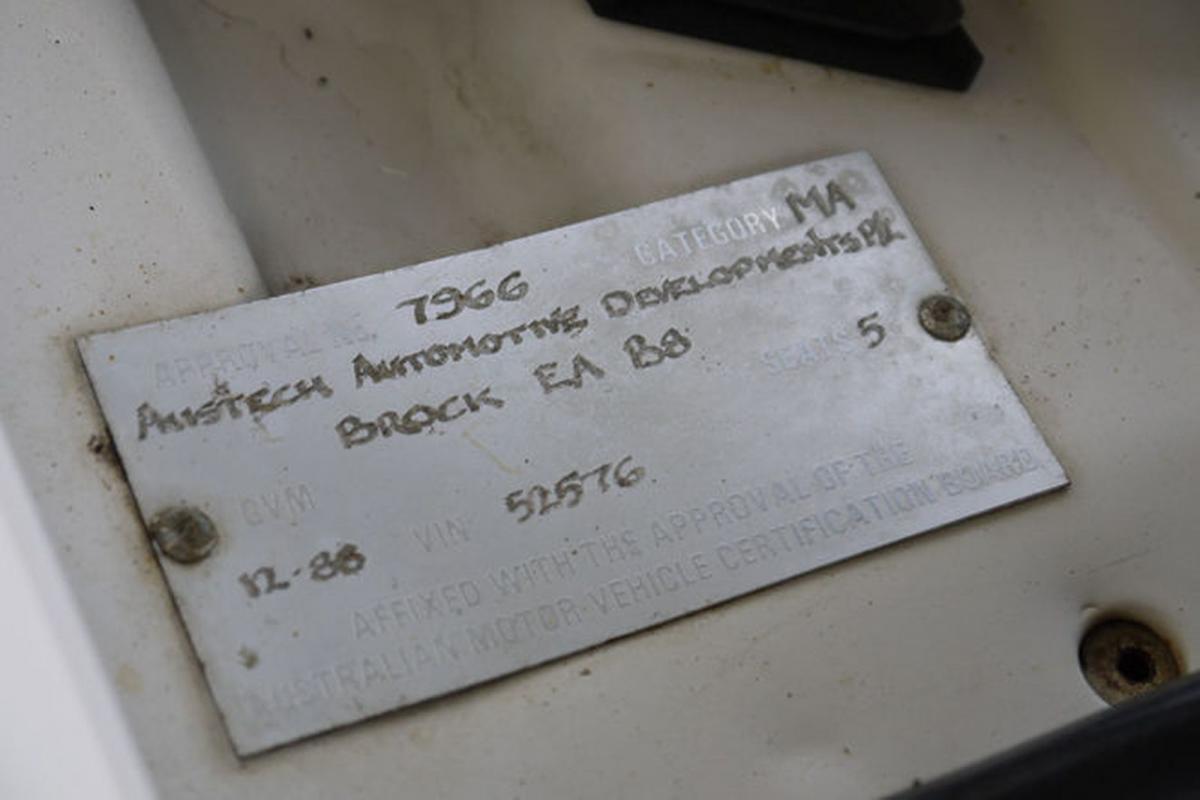 CATEGORY MA
APPROVAL No. 7966
AUSTECH AUTOMOTIVE DEVELOPMENTS P/L
BROCK EA B8 SEATS 5
GVM VIN 52576
12-88
AFFIXED WITH THE APPROVAL OF THE
AUSTRALIAN MOTOR VEHICLE CERTIFICATION BOARD